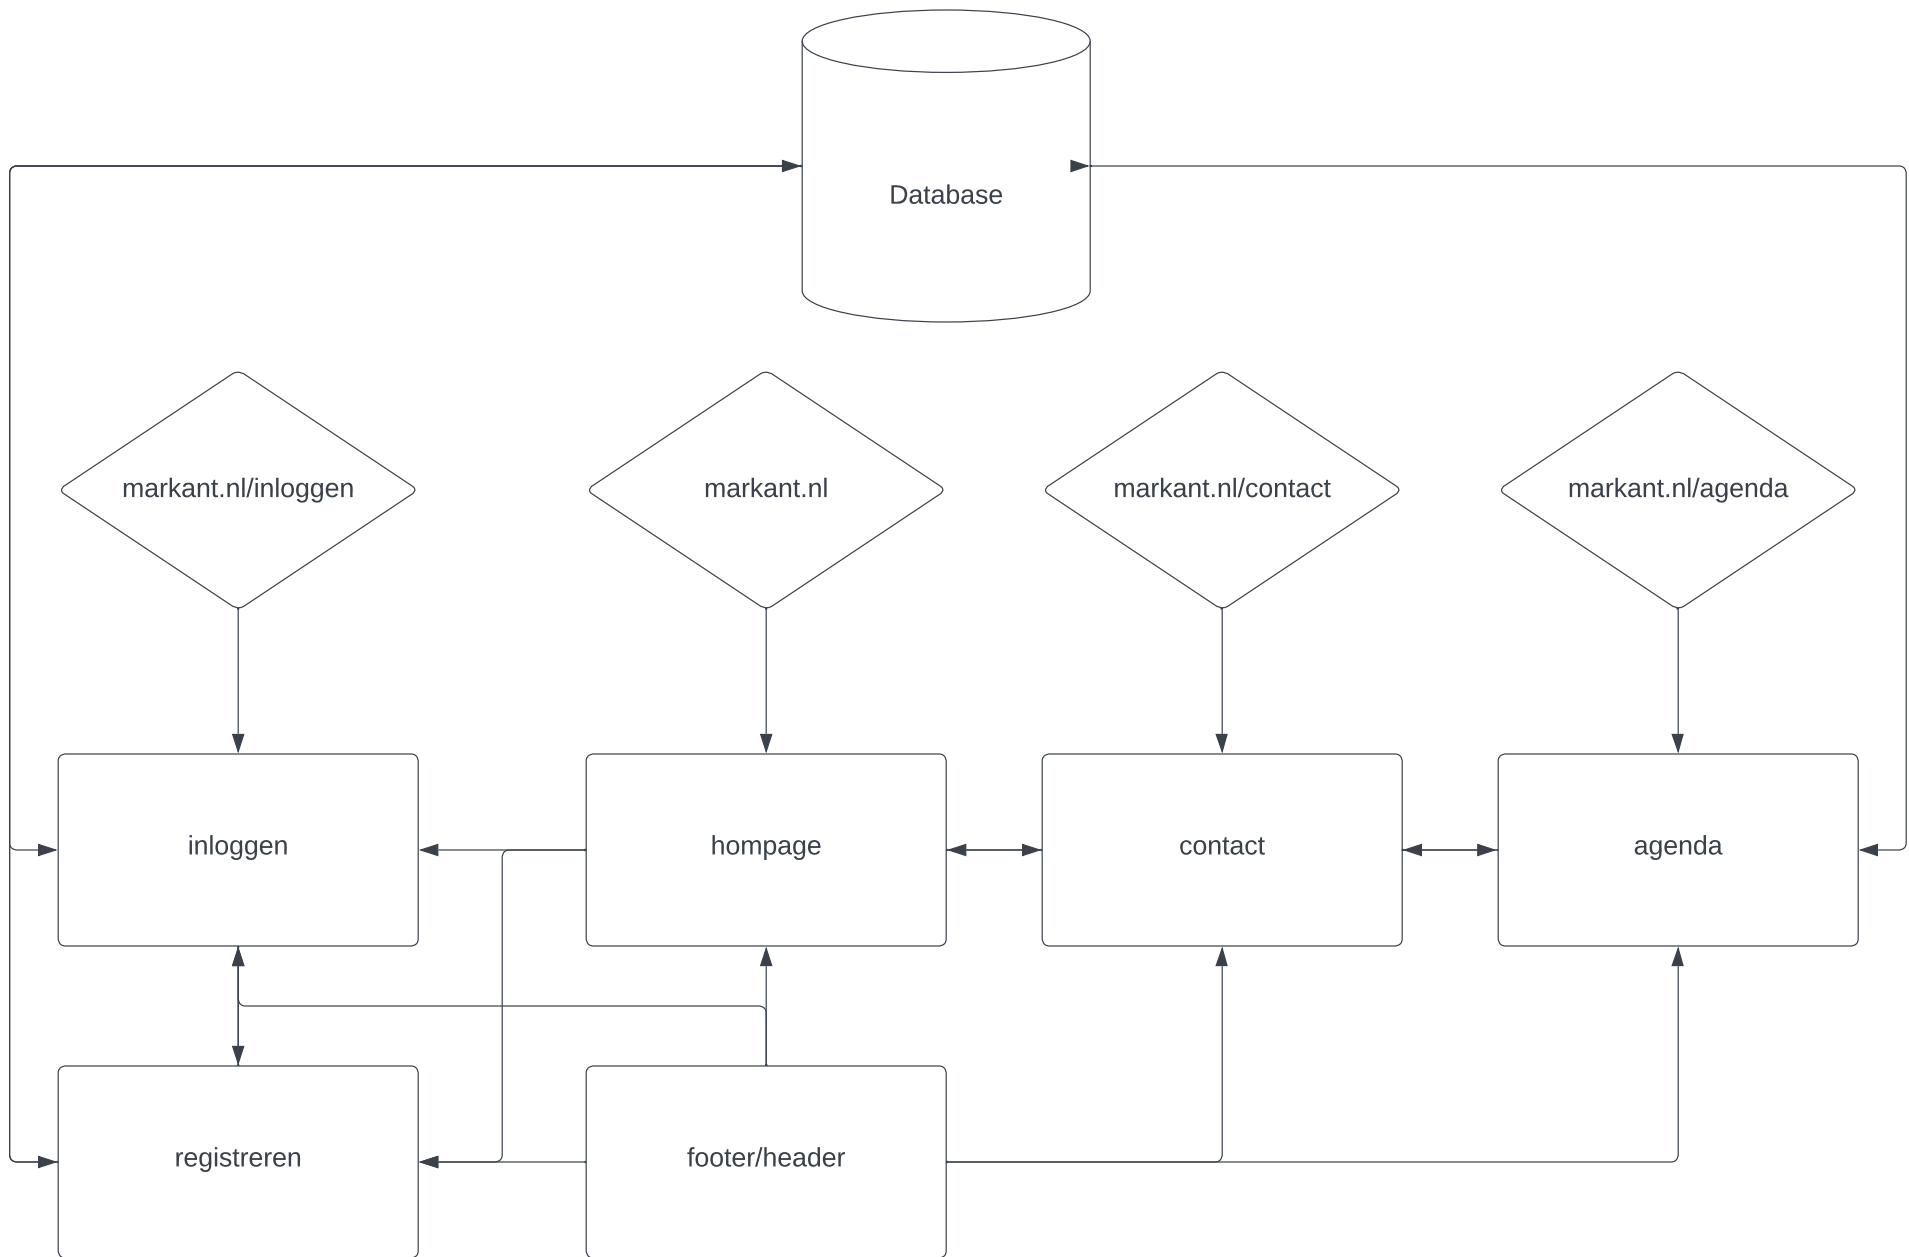 Database
markant.nl/inloggen
markant.nl
markant.nl/contact
markant.nl/agenda
inloggen
hompage
contact
agenda
registreren
footer/header